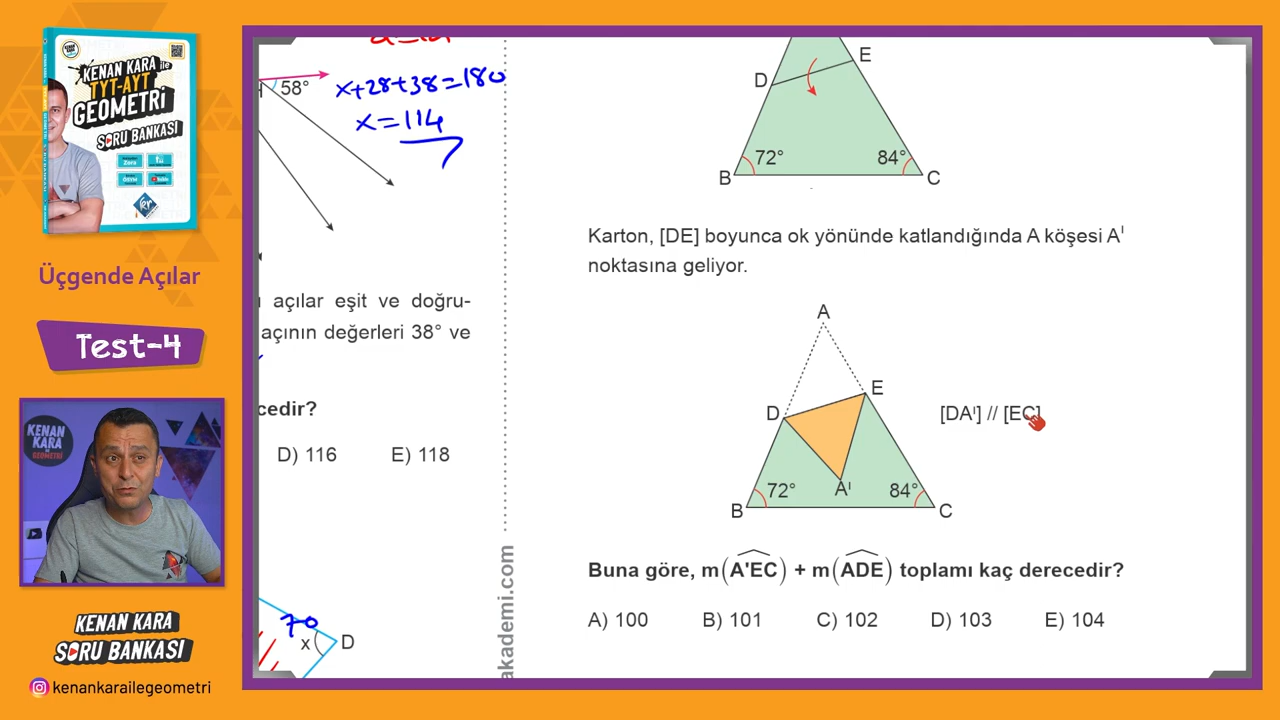 KENAN KARA ile
TYT-AYT
GEOMETRİ
SORU BANKASI
Üçgende Açılar
Test-4
KENAN
KARA
GEOMETRİ
KENAN KARA
SORU BANKASI
kenankarailegeometri
58°
x+28+38=180
x=114
açılar eşit ve doğru-
açının değerleri 38° ve
cedir?
D) 116 E) 118
70
x D
akademi.com
E
D
72° 84°
B C
Karton, [DE] boyunca ok yönünde katlandığında A köşesi A'
noktasına geliyor.
A
E
D
[DA'] // [EC]
A'
72° 84°
B C
Buna göre, m(A'EC) + m(ADE) toplamı kaç derecedir?
A) 100 B) 101 C) 102 D) 103 E) 104